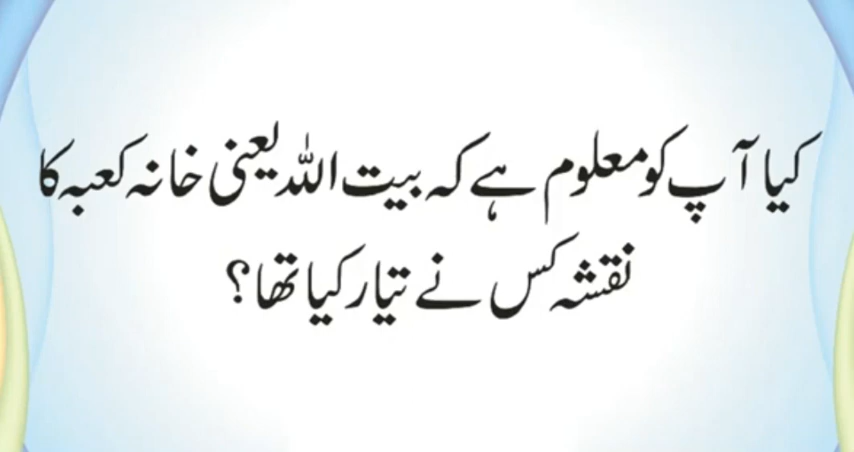 کیا آپ کو معلوم ہے کہ بیت اللہ یعنی خانہ کعبہ کا
نقشہ کس نے تیار کیا تھا؟